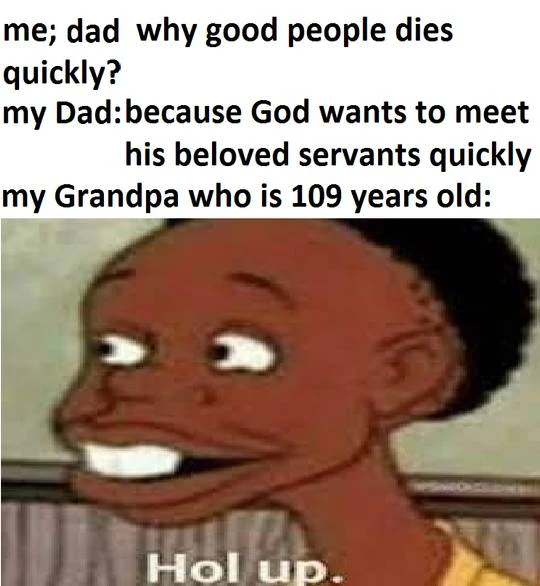 me; dad why good people dies
quickly?
my Dad:because God wants to meet
his beloved servants quickly
my Grandpa who is 109 years old:
Hol up.